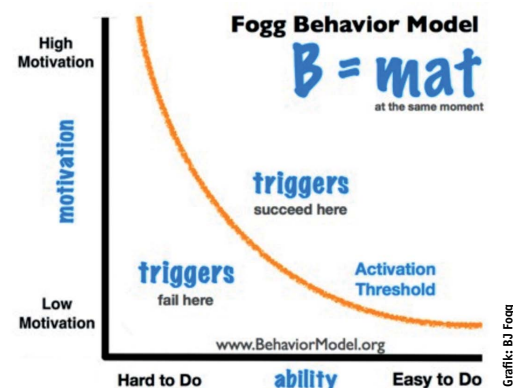 Fogg Behavior Model
B = mat
at the same moment
High
Motivation
motivation
triggers
succeed here
triggers
fail here
Activation
Threshold
Low
Motivation
www.BehaviorModel.org
Hard to Do
ability
Easy to Do
Grafik: BJ Fogg